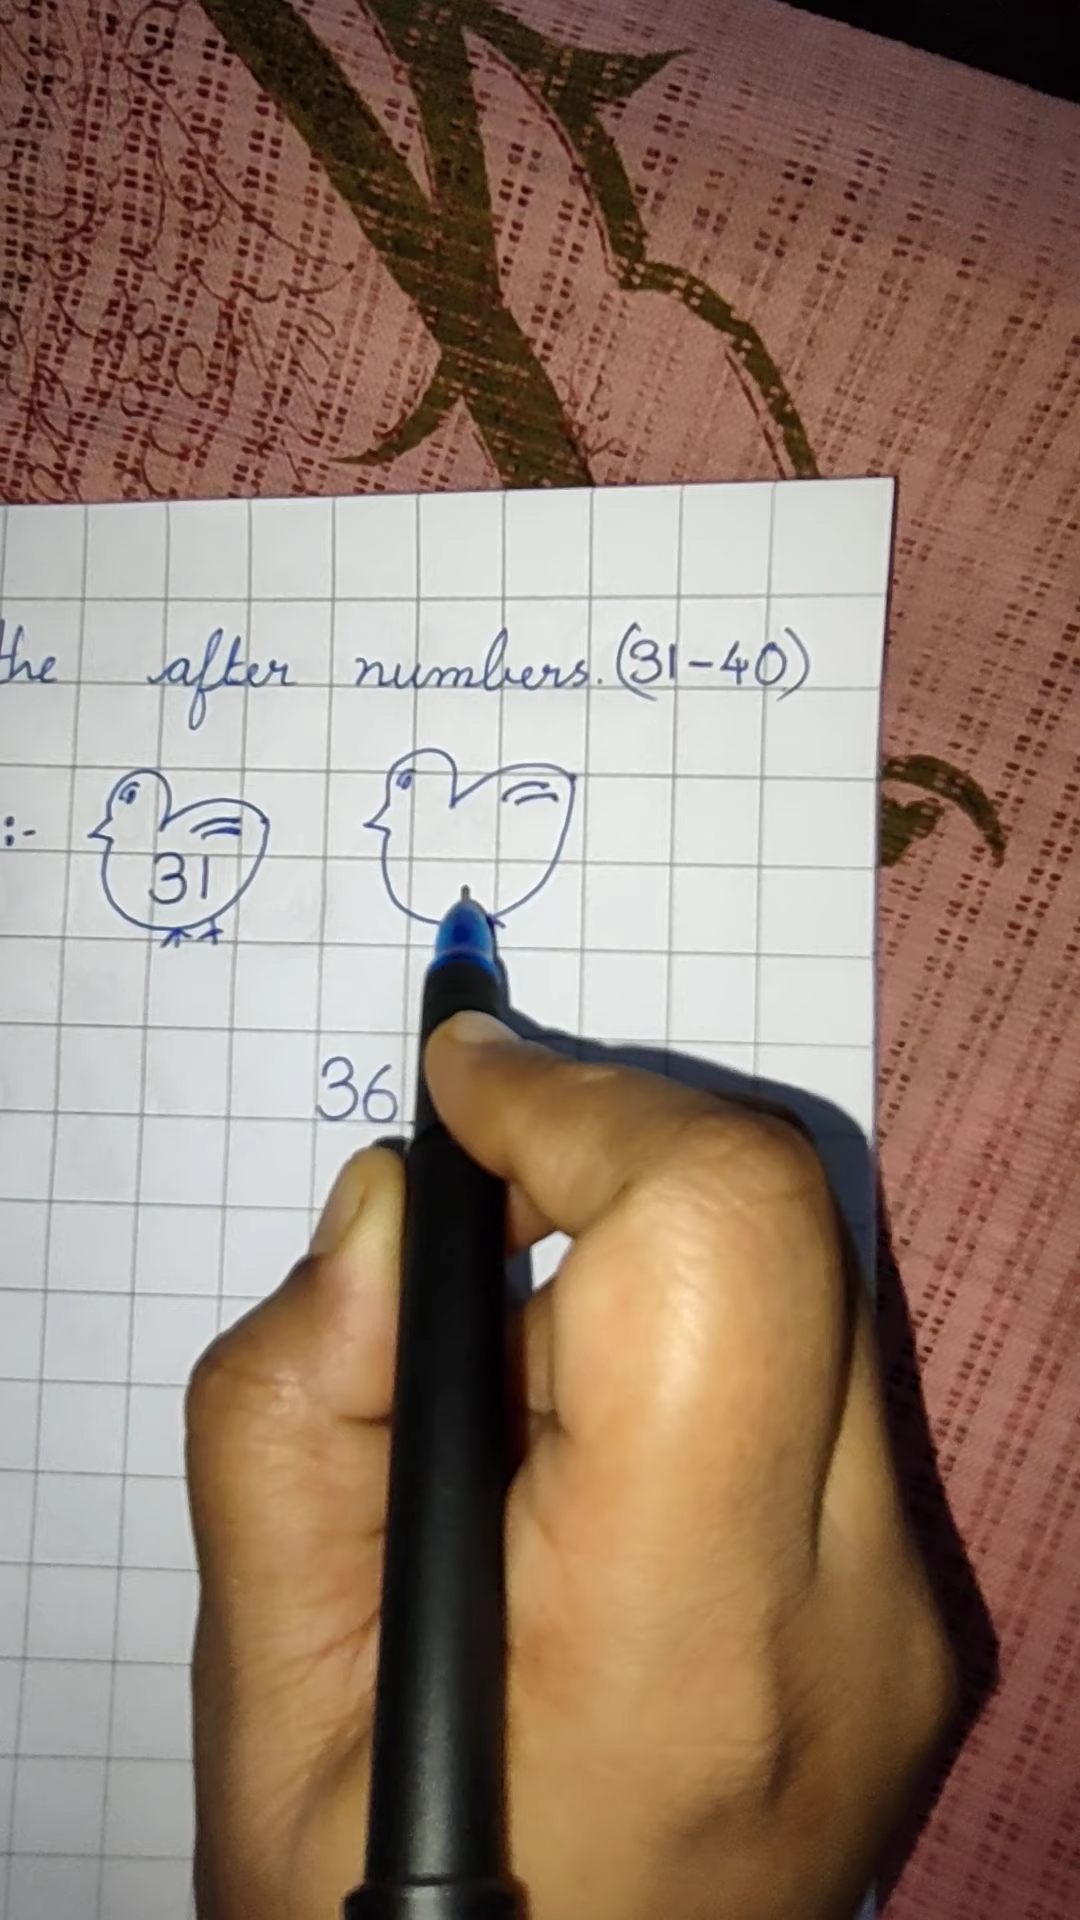 the after numbers. (31-40)
:- 31
36